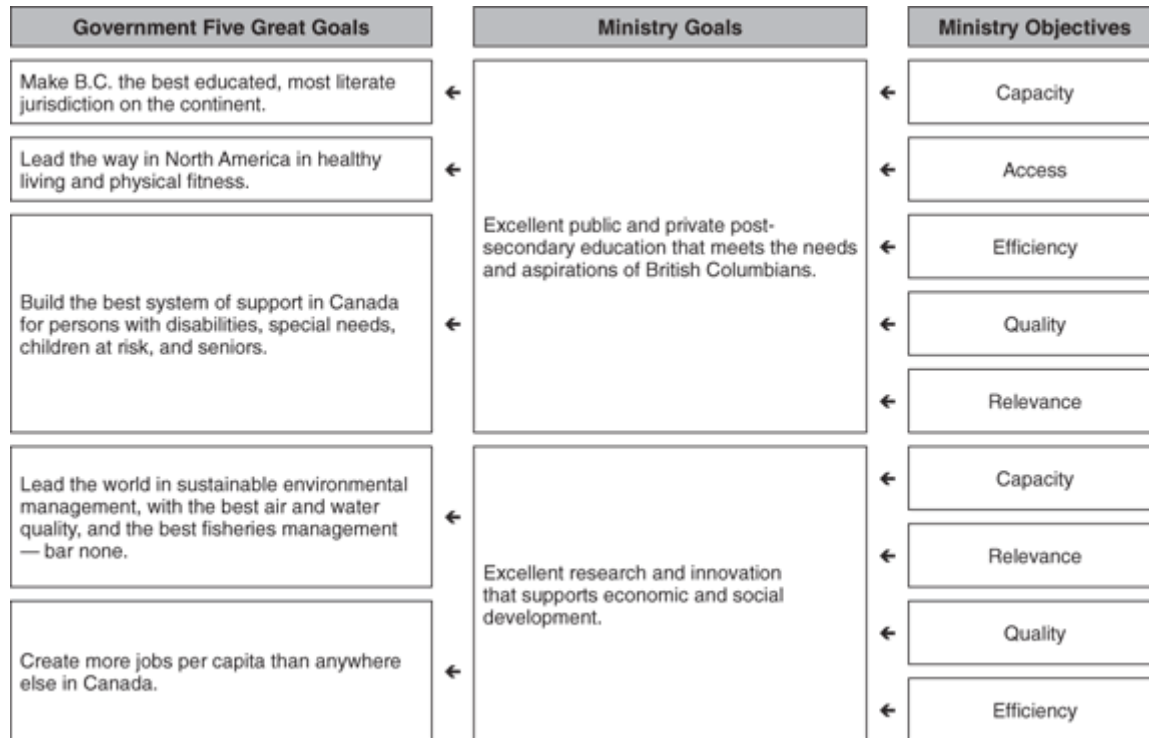 Government Five Great Goals
Ministry Goals
Ministry Objectives
Make B.C. the best educated, most literate
jurisdiction on the continent.
Lead the way in North America in healthy
living and physical fitness.
Build the best system of support in Canada
for persons with disabilities, special needs,
children at risk, and seniors.
Excellent public and private post-
secondary education that meets the needs
and aspirations of British Columbians.
Capacity
Access
Efficiency
Quality
Relevance
Lead the world in sustainable environmental
management, with the best air and water
quality, and the best fisheries management
— bar none.
Create more jobs per capita than anywhere
else in Canada.
Excellent research and innovation
that supports economic and social
development.
Capacity
Relevance
Quality
Efficiency